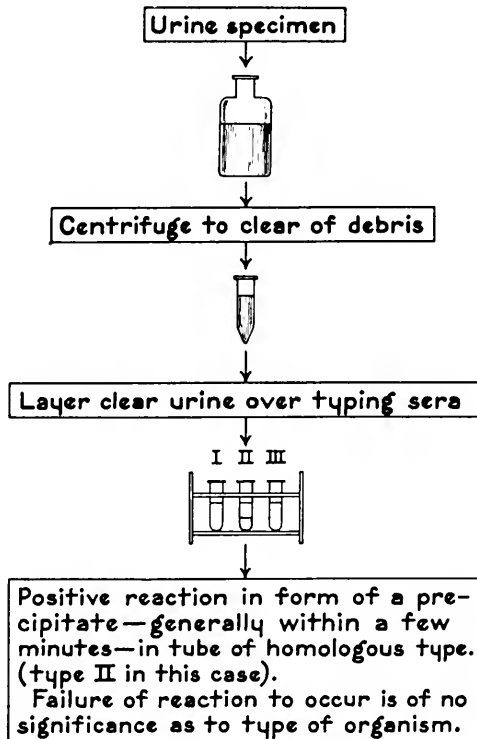 Urine specimen
Centrifuge to clear of debris
Layer clear urine over typing sera
I II III
Positive reaction in form of a pre-
cipitate—generally within a few
minutes—in tube of homologous type.
(type II in this case).
Failure of reaction to occur is of no
significance as to type of organism.